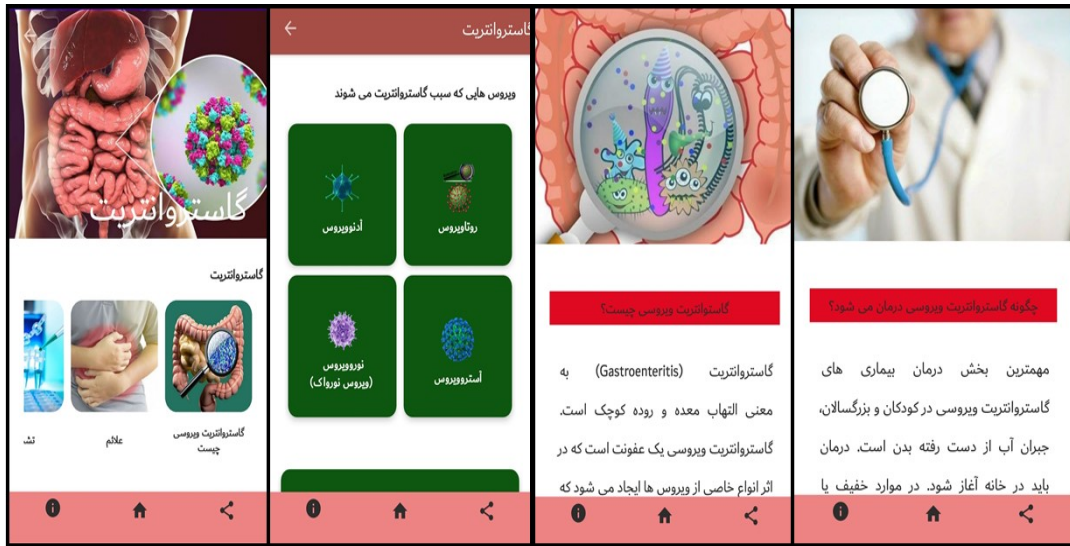 گاستروانتریت
گاستروانتریت
گاستروانتریت ویروسی
چیست
علائم
گاستروانتریت
ویروس هایی که سبب گاستروانتریت می شوند
روتاویروس
آدنوویروس
آستروویروس
نوروویروس
(ویروس نورواک)
گاستوانتریت ویروسی چیست؟
گاستروانتریت (Gastroenteritis) به
معنی التهاب معده و روده کوچک است.
گاستروانتریت ویروسی یک عفونت است که در
اثر انواع خاصی از ویروس ها ایجاد می شود که
چگونه گاستروانتریت ویروسی درمان می شود؟
مهمترین بخش درمان بیماری های
گاستروانتریت ویروسی در کودکان و بزرگسالان،
جبران آب از دست رفته بدن است. درمان
باید در خانه آغاز شود. در موارد خفیف یا